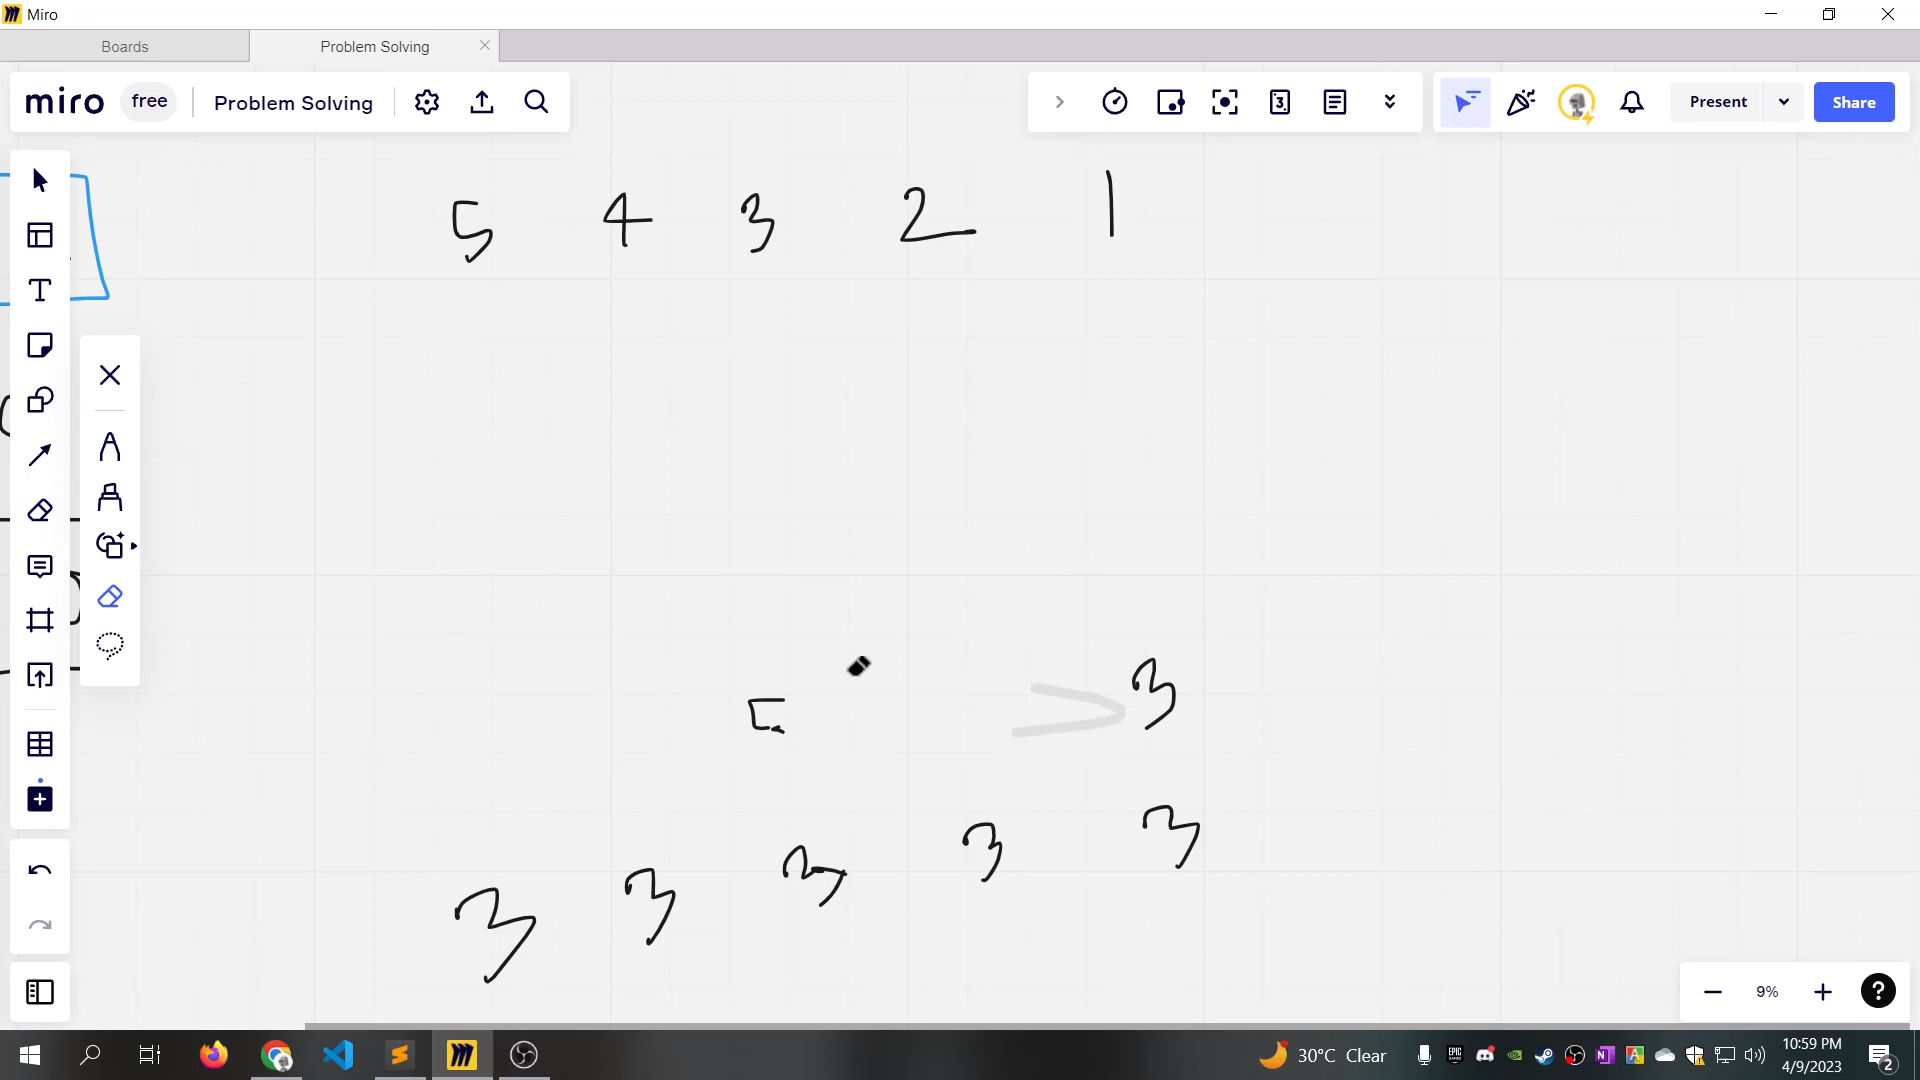 Miro
Boards Problem Solving
miro free Problem Solving
Present Share
5 4 3 2 1
3
3 3 3 3 3
9%
30°C Clear
10:59 PM
4/9/2023
2